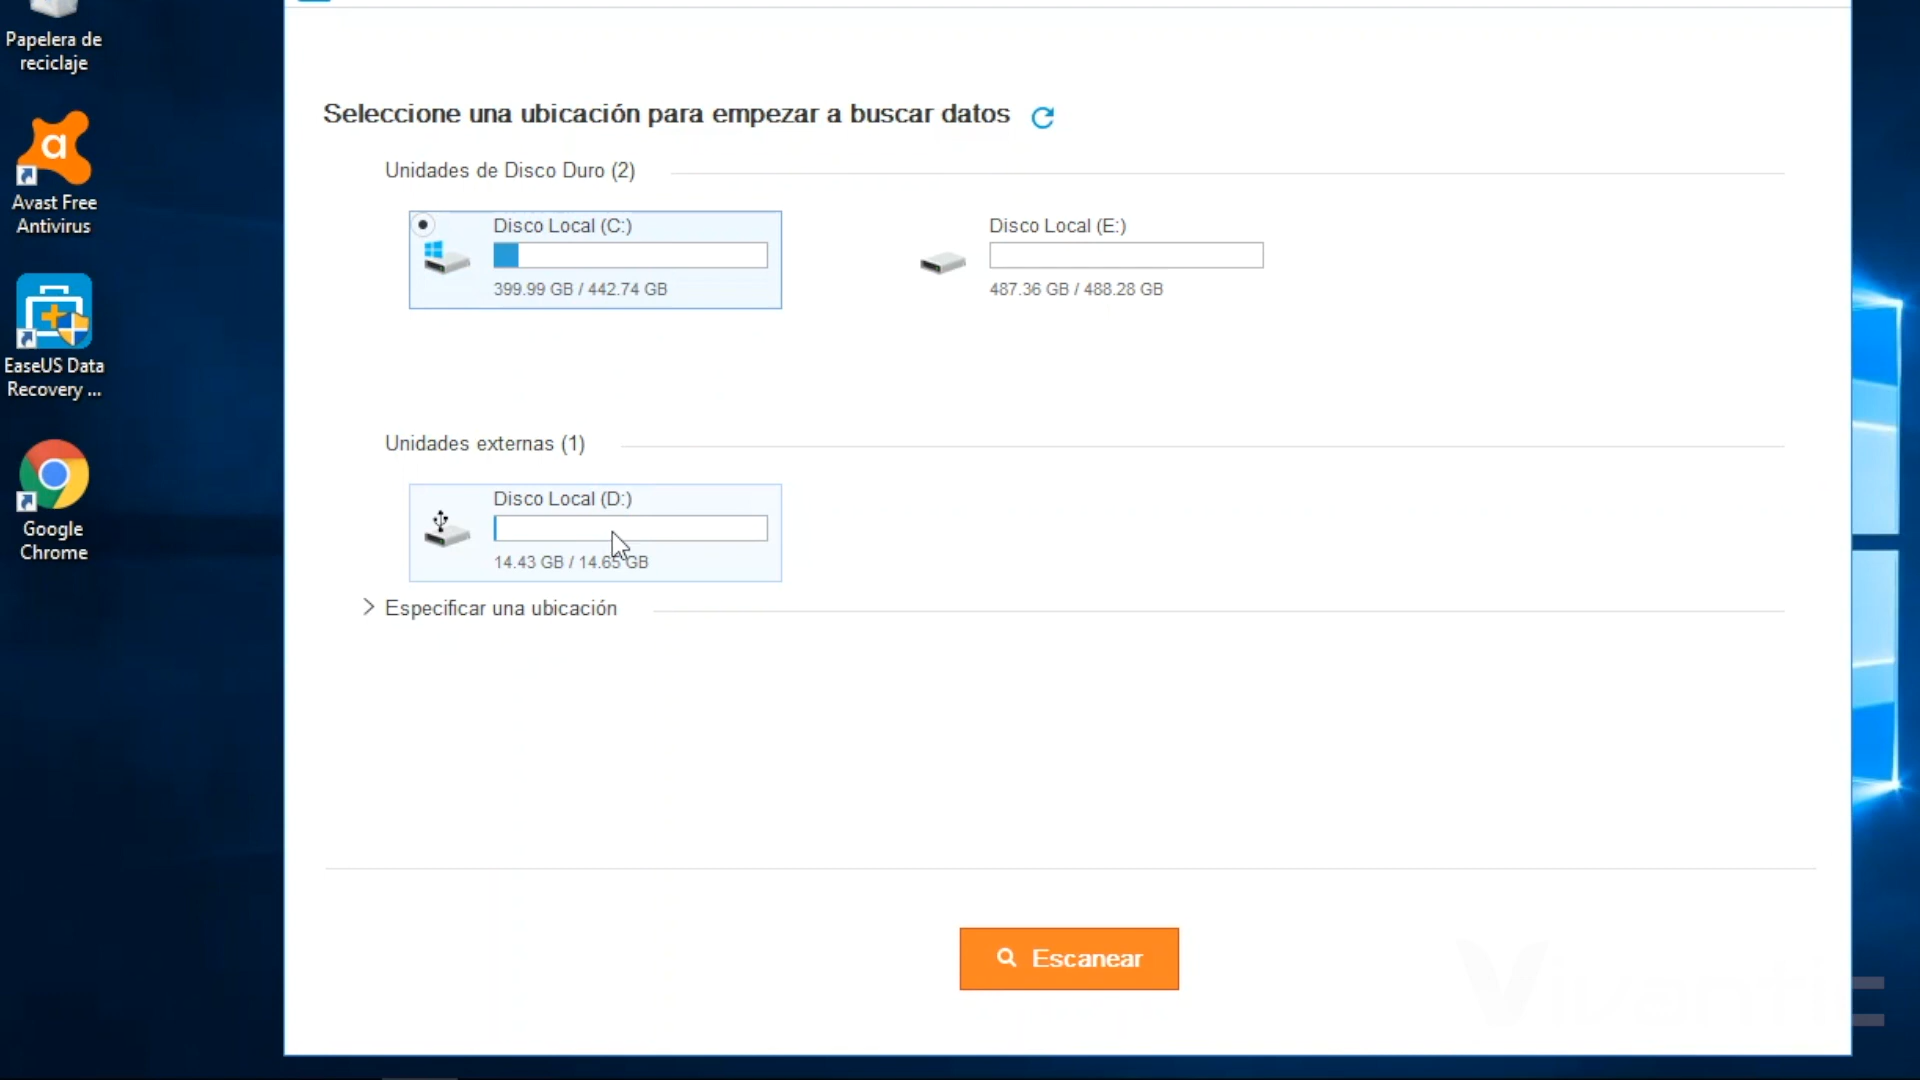 Papelera de
reciclaje
Avast Free
Antivirus
EaseUS Data
Recovery ...
Google
Chrome
Seleccione una ubicación para empezar a buscar datos
Unidades de Disco Duro (2)
Disco Local (C:)
399.99 GB / 442.74 GB
Disco Local (E:)
487.36 GB / 488.28 GB
Unidades externas (1)
Disco Local (D:)
14.43 GB / 14.65 GB
Especificar una ubicación
Escanear